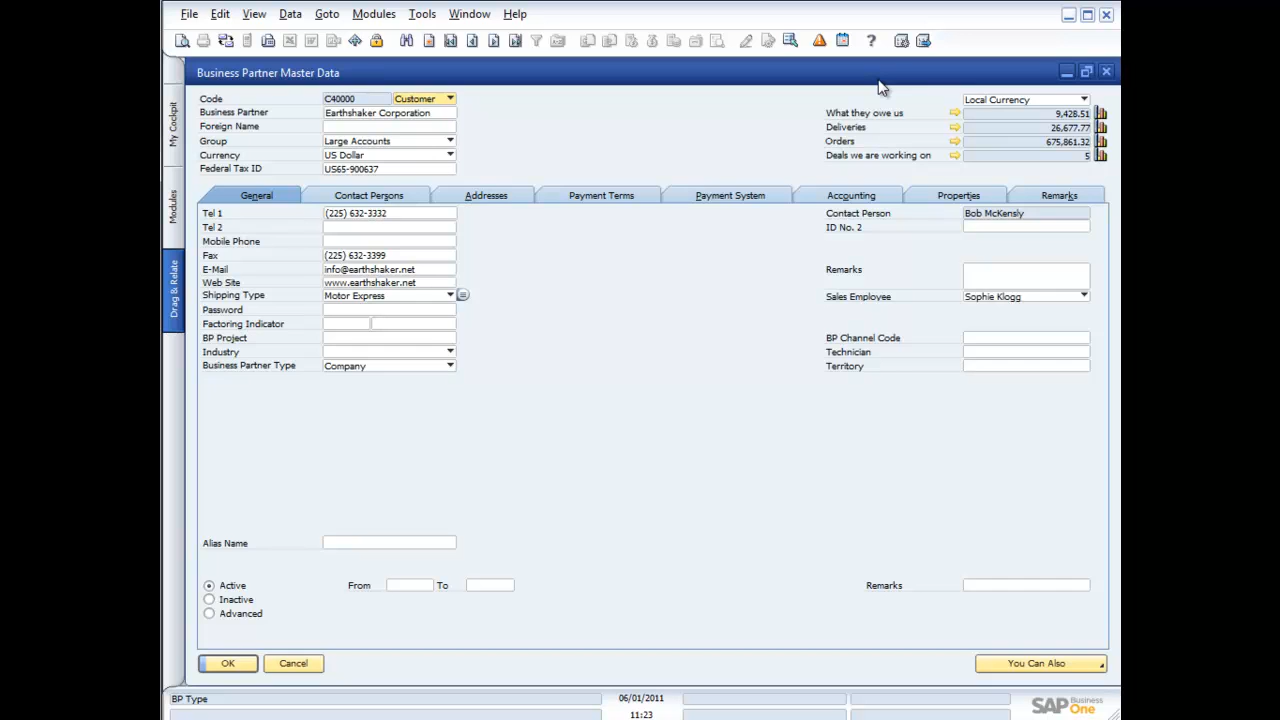 File Edit View Data Goto Modules Tools Window Help
Business Partner Master Data
Code C40000 Customer Local Currency
Business Partner Earthshaker Corporation What they owe us 9,428.51
Foreign Name Deliveries 26,677.77
Group Large Accounts Orders 675,861.32
Currency US Dollar Deals we are working on 5
Federal Tax ID US65-900637
General Contact Persons Addresses Payment Terms Payment System Accounting Properties Remarks
Tel 1 (225) 632-3332 Contact Person Bob McKensly
Tel 2 ID No. 2
Mobile Phone
Fax (225) 632-3399
E-Mail info@earthshaker.net Remarks
Web Site www.earthshaker.net
Shipping Type Motor Express Sales Employee Sophie Klogg
Password
Factoring Indicator
BP Project BP Channel Code
Industry Technician
Business Partner Type Company Territory
Alias Name
Active From To Remarks
Inactive
Advanced
OK Cancel You Can Also
My Cockpit
Modules
Drag & Relate
BP Type 06/01/2011
11:23
SAP Business One